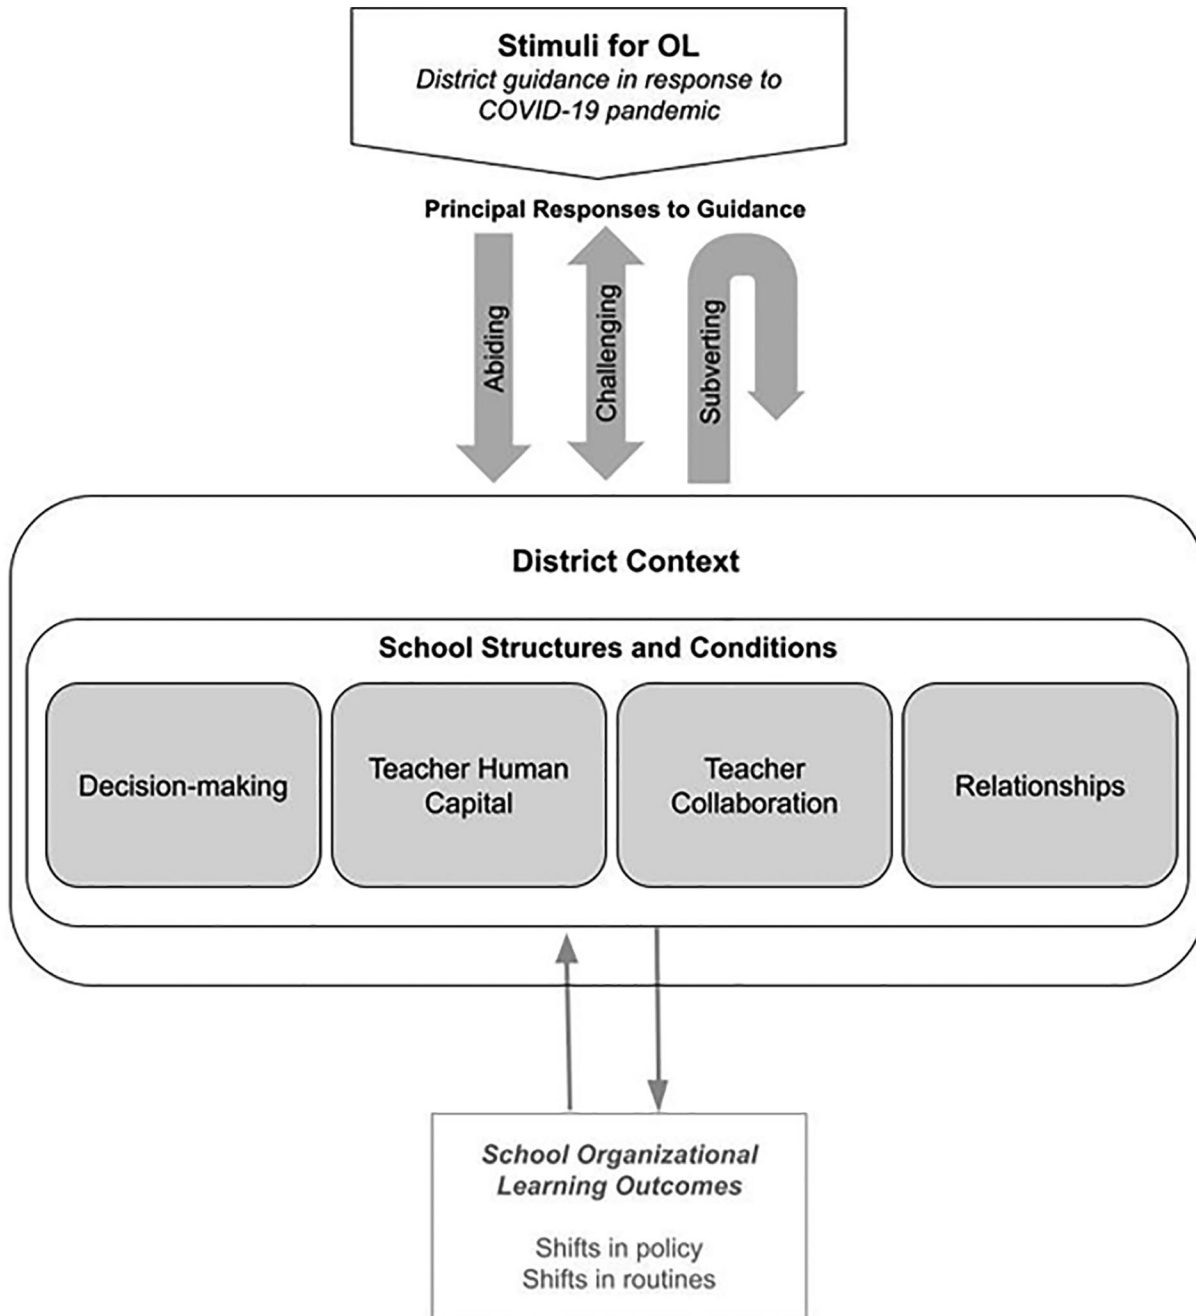 Stimuli for OL
District guidance in response to
COVID-19 pandemic
Principal Responses to Guidance
Abiding
Challenging
Subverting
District Context
School Structures and Conditions
Decision-making
Teacher Human
Capital
Teacher
Collaboration
Relationships
School Organizational
Learning Outcomes
Shifts in policy
Shifts in routines